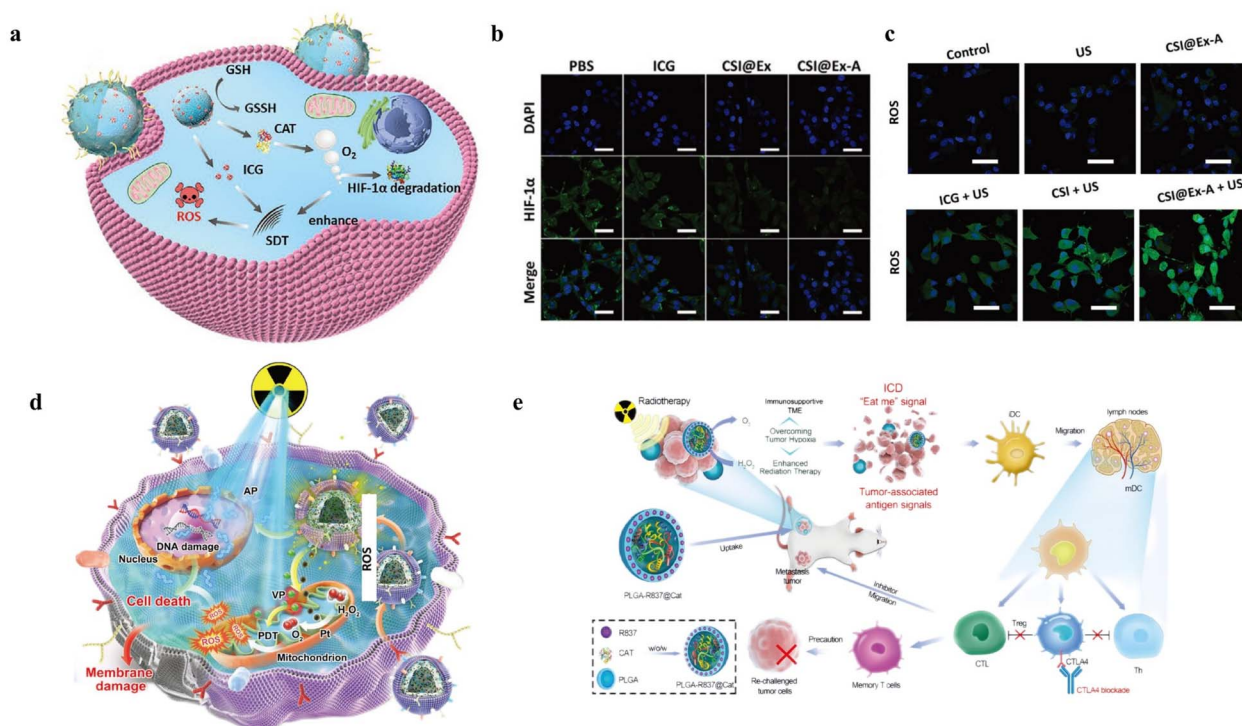 a
GSH
GSSH
CAT
O₂
ICG
HIF-1α degradation
ROS
enhance
SDT
b
PBS
ICG
CSI@Ex
CSI@Ex-A
DAPI
HIF-1α
Merge
c
Control
US
CSI@Ex-A
ROS
ICG + US
CSI + US
CSI@Ex-A + US
ROS
d
AP
ROS
DNA damage
Nucleus
Cell death
VP
H₂O₂
ROS
ROS
PDT
O₂
Pt
Mitochondrion
Membrane
damage
e
Radiotherapy
O₂
H₂O₂
Immunosupportive
TME
Overcoming
Tumor Hypoxia
Enhanced
Rediation Therapy
ICD
"Eat me" signal
Tumor-associated
antigen signals
iDC
Migration
lymph nodes
mDC
Uptake
PLGA-R837@Cat
Metastasis
tumor
Inhibitor
Migration
R837
CAT
PLGA
w/o/w
PLGA-R837@Cat
Re-challenged
tumor cells
Precaution
Memory T cells
CTL
Treg
CTLA4
Th
CTLA4 blockade